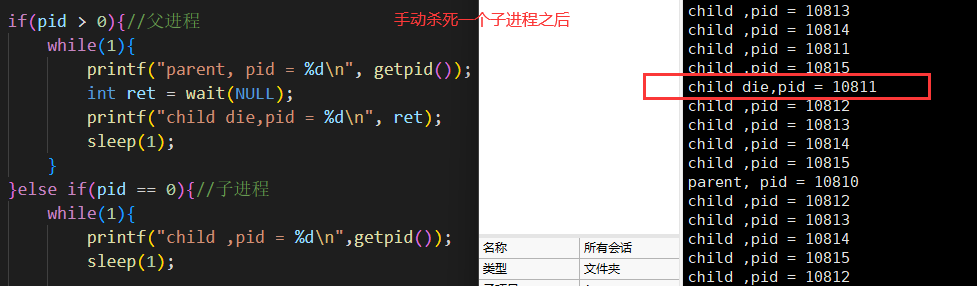 if(pid > 0){//父进程
while(1){
printf("parent, pid = %d\n", getpid());
int ret = wait(NULL);
printf("child die,pid = %d\n", ret);
sleep(1);
}
}else if(pid == 0){//子进程
while(1){
printf("child ,pid = %d\n",getpid());
sleep(1);
手动杀死一个子进程之后
名称 所有会话
类型 文件夹
child ,pid = 10813
child ,pid = 10814
child ,pid = 10811
child ,pid = 10815
child die,pid = 10811
child ,pid = 10812
child ,pid = 10813
child ,pid = 10814
child ,pid = 10815
parent, pid = 10810
child ,pid = 10812
child ,pid = 10813
child ,pid = 10814
child ,pid = 10815
child ,pid = 10812